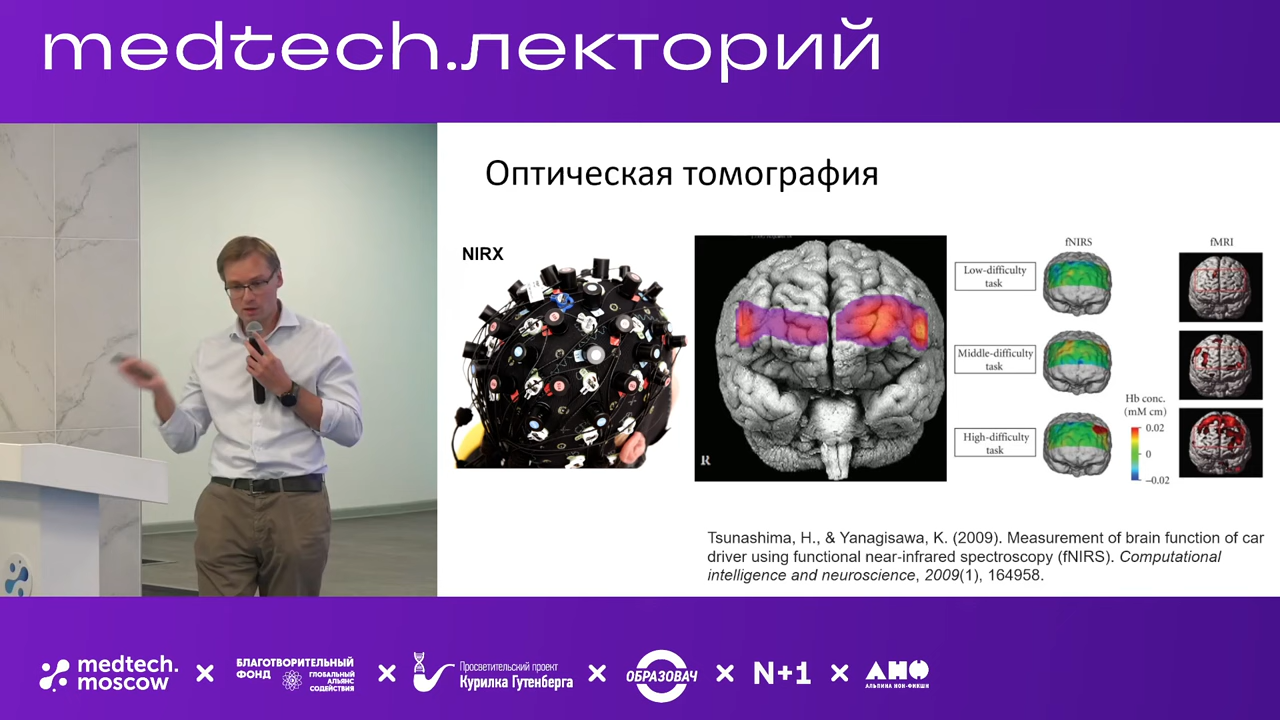 medtech.лекторий
Оптическая томография
NIRX
R
fNIRS
fMRI
Low-difficulty
task
Middle-difficulty
task
High-difficulty
task
Hb conc.
(mM cm)
0.02
0
−0.02
Tsunashima, H., & Yanagisawa, K. (2009). Measurement of brain function of car
driver using functional near-infrared spectroscopy (fNIRS). Computational
intelligence and neuroscience, 2009(1), 164958.
medtech.
moscow
×
БЛАГОТВОРИТЕЛЬНЫЙ
ФОНД
ГЛОБАЛЬНЫЙ
АЛЬЯНС
СОДЕЙСТВИЯ
×
Просветительский проект
Курилка Гутенберга
×
ОБРАЗОВАЧ
×
N+1
×
АНФ
АЛЬПИНА НОН-ФИКШН